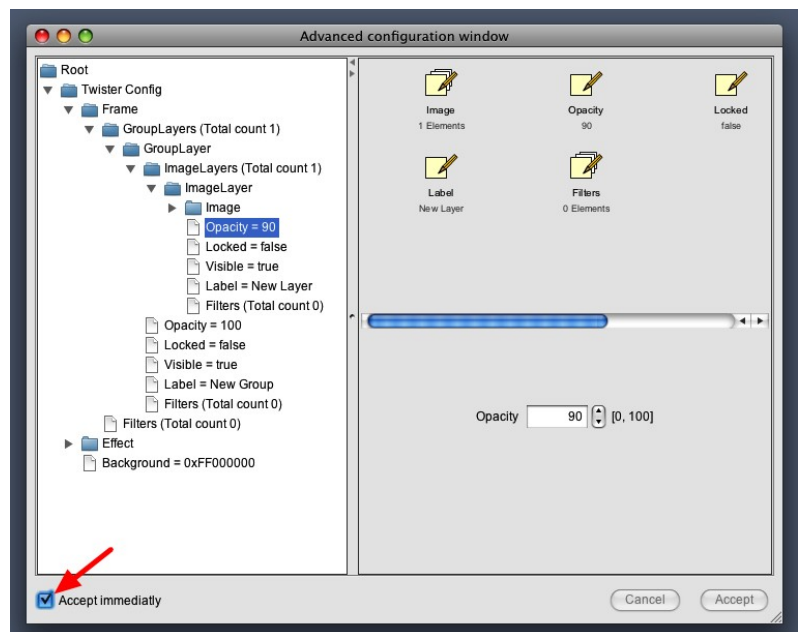 Advanced configuration window
Root
Twister Config
Frame
GroupLayers (Total count 1)
GroupLayer
ImageLayers (Total count 1)
ImageLayer
Image
Opacity = 90
Locked = false
Visible = true
Label = New Layer
Filters (Total count 0)
Opacity = 100
Locked = false
Visible = true
Label = New Group
Filters (Total count 0)
Filters (Total count 0)
Effect
Background = 0xFF000000
Image
1 Elements
Opacity
90
Locked
false
Label
New Layer
Filters
0 Elements
Opacity 90 [0, 100]
Accept immediatly
Cancel Accept